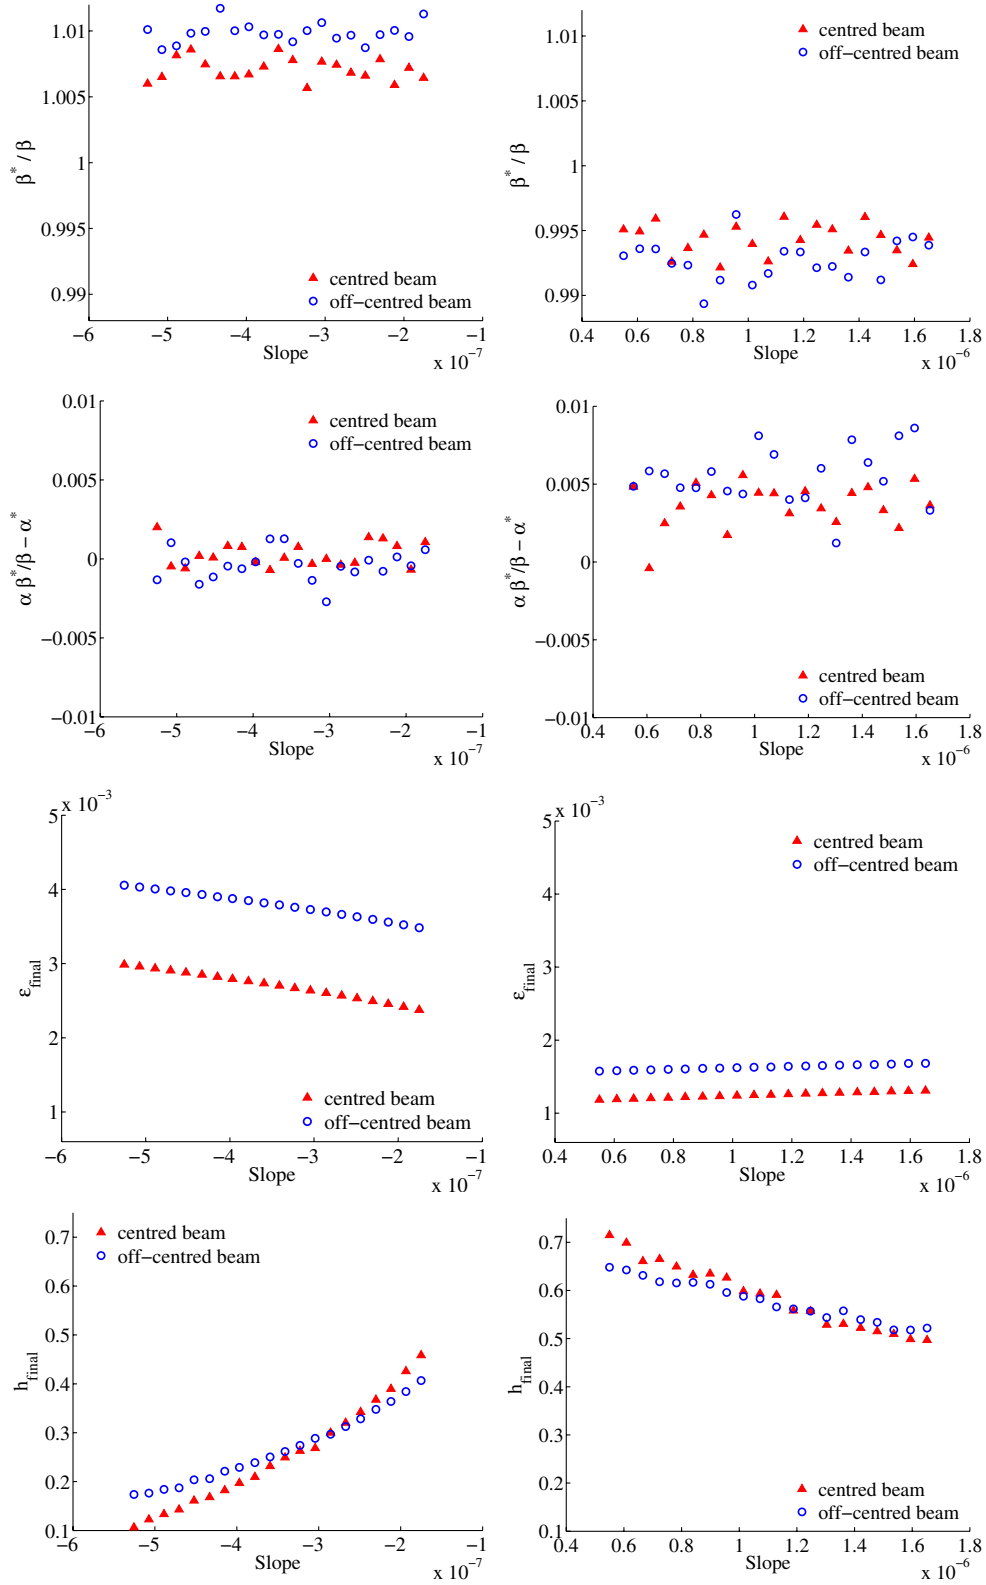 1.01
1.005
1
0.995
0.99
β* / β
centred beam
off−centred beam
−6 −5 −4 −3 −2 −1
Slope
x 10⁻⁷
1.01
1.005
1
0.995
0.99
β* / β
centred beam
off−centred beam
0.4 0.6 0.8 1 1.2 1.4 1.6 1.8
Slope
x 10⁻⁶
0.01
0.005
0
−0.005
−0.01
α β*/β − α*
centred beam
off−centred beam
−6 −5 −4 −3 −2 −1
Slope
x 10⁻⁷
0.01
0.005
0
−0.005
−0.01
α β*/β − α*
centred beam
off−centred beam
0.4 0.6 0.8 1 1.2 1.4 1.6 1.8
Slope
x 10⁻⁶
x 10⁻³
5
4
3
2
1
ε_final
centred beam
off−centred beam
−6 −5 −4 −3 −2 −1
Slope
x 10⁻⁷
x 10⁻³
5
4
3
2
1
ε_final
centred beam
off−centred beam
0.4 0.6 0.8 1 1.2 1.4 1.6 1.8
Slope
x 10⁻⁶
0.7
0.6
0.5
0.4
0.3
0.2
0.1
h_final
centred beam
off−centred beam
−6 −5 −4 −3 −2 −1
Slope
x 10⁻⁷
0.7
0.6
0.5
0.4
0.3
0.2
0.1
h_final
centred beam
off−centred beam
0.4 0.6 0.8 1 1.2 1.4 1.6 1.8
Slope
x 10⁻⁶